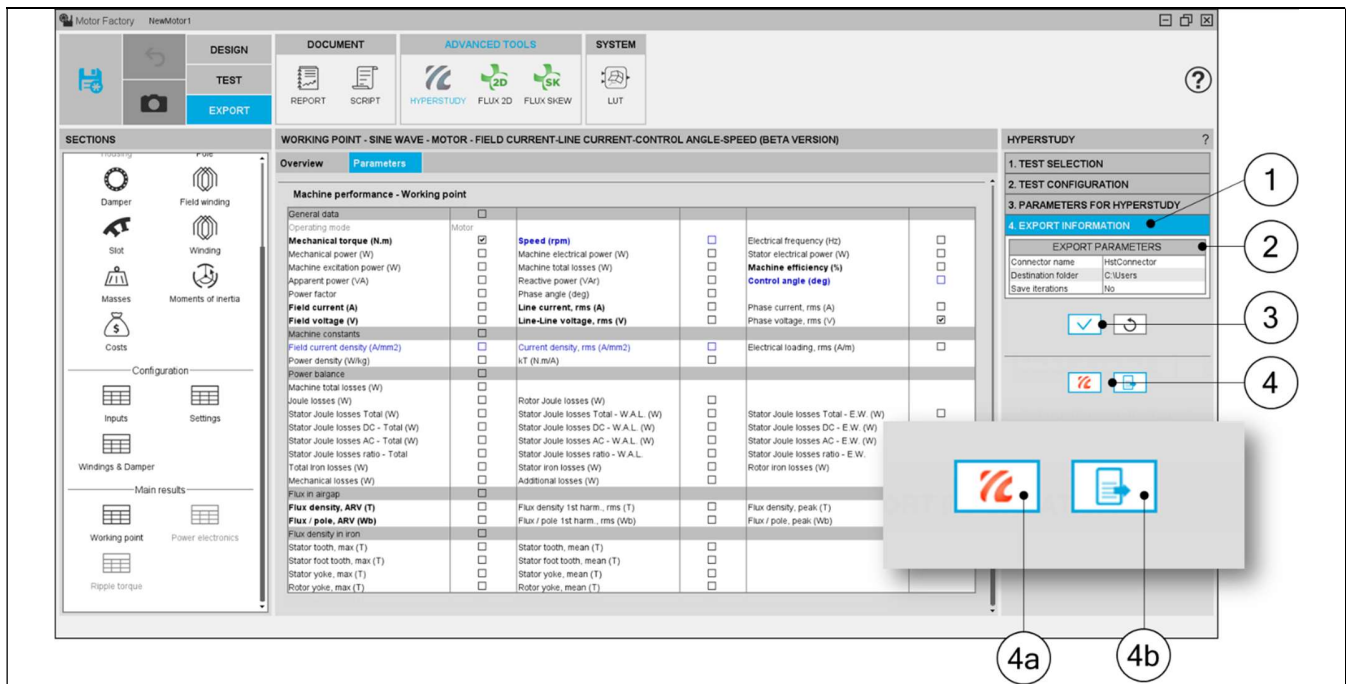 Motor Factory NewMotor1
DESIGN
TEST
EXPORT
DOCUMENT
REPORT SCRIPT
ADVANCED TOOLS
HYPERSTUDY FLUX 2D FLUX SKEW
2D SK
SYSTEM
LUT
?
SECTIONS
Housing Pole
Damper Field winding
Slot Winding
Masses Moments of inertia
$
Costs
Configuration
Inputs Settings
Windings & Damper
Main results
Working point Power electronics
Ripple torque
WORKING POINT - SINE WAVE - MOTOR - FIELD CURRENT-LINE CURRENT-CONTROL ANGLE-SPEED (BETA VERSION)
Overview Parameters
Machine performance - Working point
General data
Operating mode Motor
Mechanical torque (N.m) Speed (rpm) Electrical frequency (Hz)
Mechanical power (W) Machine electrical power (W) Stator electrical power (W)
Machine excitation power (W) Machine total losses (W) Machine efficiency (%)
Apparent power (VA) Reactive power (VAr) Control angle (deg)
Power factor Phase angle (deg)
Field current (A) Line current, rms (A) Phase current, rms (A)
Field voltage (V) Line-Line voltage, rms (V) Phase voltage, rms (V)
Machine constants
Field current density (A/mm2) Current density, rms (A/mm2) Electrical loading, rms (A/m)
Power density (W/kg) kT (N.m/A)
Power balance
Machine total losses (W)
Joule losses (W) Rotor Joule losses (W)
Stator Joule losses Total (W) Stator Joule losses Total - W.A.L. (W) Stator Joule losses Total - E.W. (W)
Stator Joule losses DC - Total (W) Stator Joule losses DC - W.A.L. (W) Stator Joule losses DC - E.W. (W)
Stator Joule losses AC - Total (W) Stator Joule losses AC - W.A.L. (W) Stator Joule losses AC - E.W. (W)
Stator Joule losses ratio - Total Stator Joule losses ratio - W.A.L. Stator Joule losses ratio - E.W.
Total Iron losses (W) Stator iron losses (W) Rotor iron losses (W)
Mechanical losses (W) Additional losses (W)
Flux in airgap
Flux density, ARV (T) Flux density 1st harm., rms (T) Flux density, peak (T)
Flux / pole, ARV (Wb) Flux / pole 1st harm., rms (Wb) Flux / pole, peak (Wb)
Flux density in iron
Stator tooth, max (T) Stator tooth, mean (T)
Stator foot tooth, max (T) Stator foot tooth, mean (T)
Stator yoke, max (T) Stator yoke, mean (T)
Rotor yoke, max (T) Rotor yoke, mean (T)
HYPERSTUDY ?
1. TEST SELECTION
2. TEST CONFIGURATION
3. PARAMETERS FOR HYPERSTUDY
4. EXPORT INFORMATION
EXPORT PARAMETERS
Connector name HstConnector
Destination folder C:\Users
Save iterations No
1
2
3
4
4a
4b